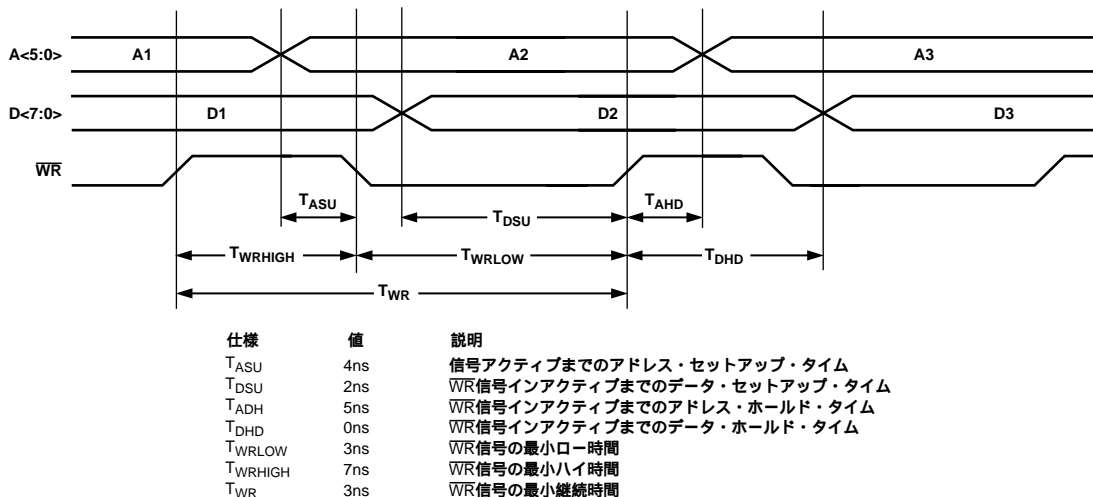 A<5:0> A1 A2 A3
D<7:0> D1 D2 D3
WR
TASU TAHD
TDSU
TWRHIGH TWRLOW TDHD
TWR
仕様 値 説明
TASU 4ns 信号アクティブまでのアドレス・セットアップ・タイム
TDSU 2ns WR信号インアクティブまでのデータ・セットアップ・タイム
TADH 5ns WR信号インアクティブまでのアドレス・ホールド・タイム
TDHD 0ns WR信号インアクティブまでのデータ・ホールド・タイム
TWRLOW 3ns WR信号の最小ロー時間
TWRHIGH 7ns WR信号の最小ハイ時間
TWR 3ns WR信号の最小継続時間